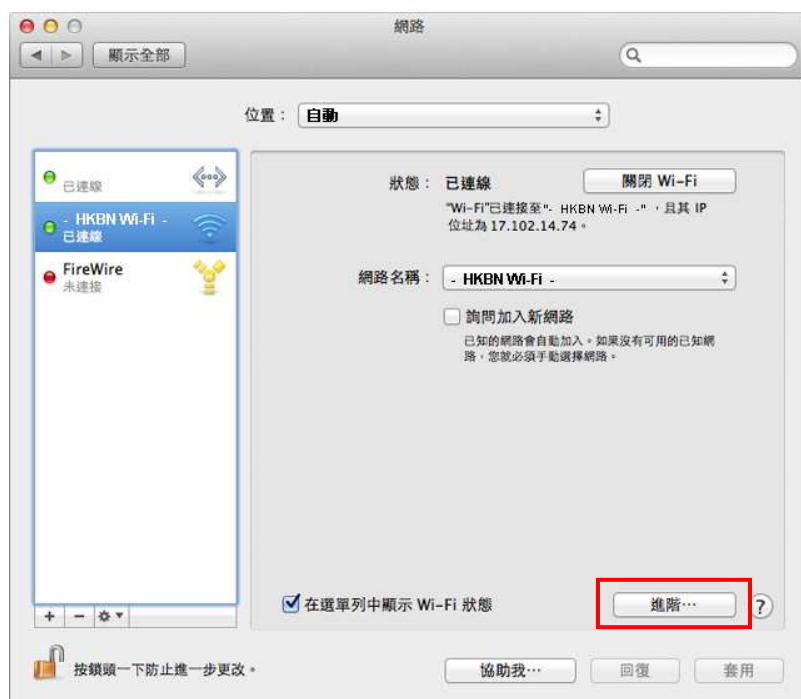 網路
顯示全部
位置： 自動
已連線
- HKBN Wi-Fi -
已連線
FireWire
未連接
狀態： 已連線 關閉 Wi-Fi
"Wi-Fi"已連接至"- HKBN Wi-Fi -"，且其 IP
位址為 17.102.14.74。
網路名稱： - HKBN Wi-Fi -
詢問加入新網路
已知的網路會自動加入。如果沒有可用的已知網
路，您就必須手動選擇網路。
在選單列中顯示 Wi-Fi 狀態 進階… ?
+ −
按鎖頭一下防止進一步更改。 協助我… 回復 套用